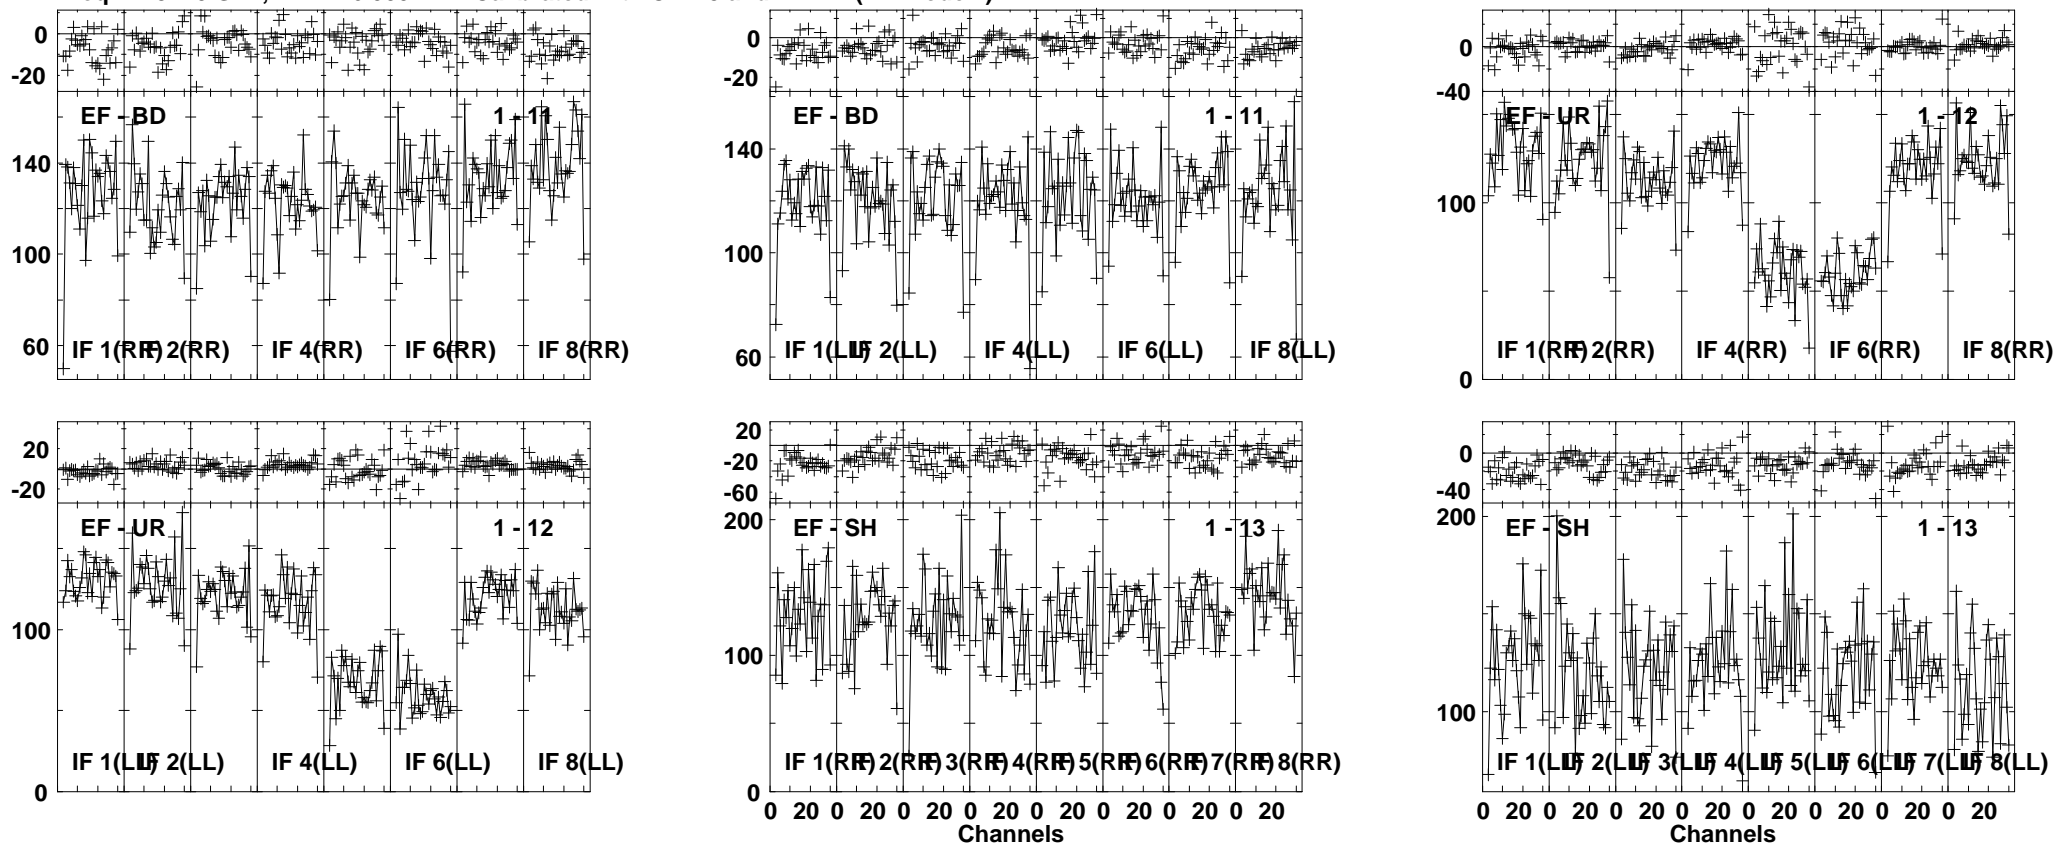 0 0 0
-20 -20 -40
EF - BD 1 - 11 EF - BD 1 - 11 EF - UR 1 - 12
140 140
100 100 100
60 60
IF 1(RR) IF 2(RR) IF 4(RR) IF 6(RR) IF 8(RR) IF 1(LL) IF 2(LL) IF 4(LL) IF 6(LL) IF 8(LL) IF 1(RR) IF 2(RR) IF 4(RR) IF 6(RR) IF 8(RR)
0
20 20 0
-20 -20 -40
-60
EF - UR 1 - 12 EF - SH 1 - 13 EF - SH 1 - 13
200 200
100 100 100
IF 1(LL) IF 2(LL) IF 4(LL) IF 6(LL) IF 8(LL) IF 1(RR) IF 2(RR) IF 3(RR) IF 4(RR) IF 5(RR) IF 6(RR) IF 7(RR) IF 8(RR) IF 1(LL) IF 2(LL) IF 3(LL) IF 4(LL) IF 5(LL) IF 6(LL) IF 7(LL) IF 8(LL)
0 0
0 20 0 20 0 20 0 20 0 20 0 20 0 20 0 20 0 20 0 20 0 20 0 20 0 20 0 20 0 20 0 20
Channels Channels